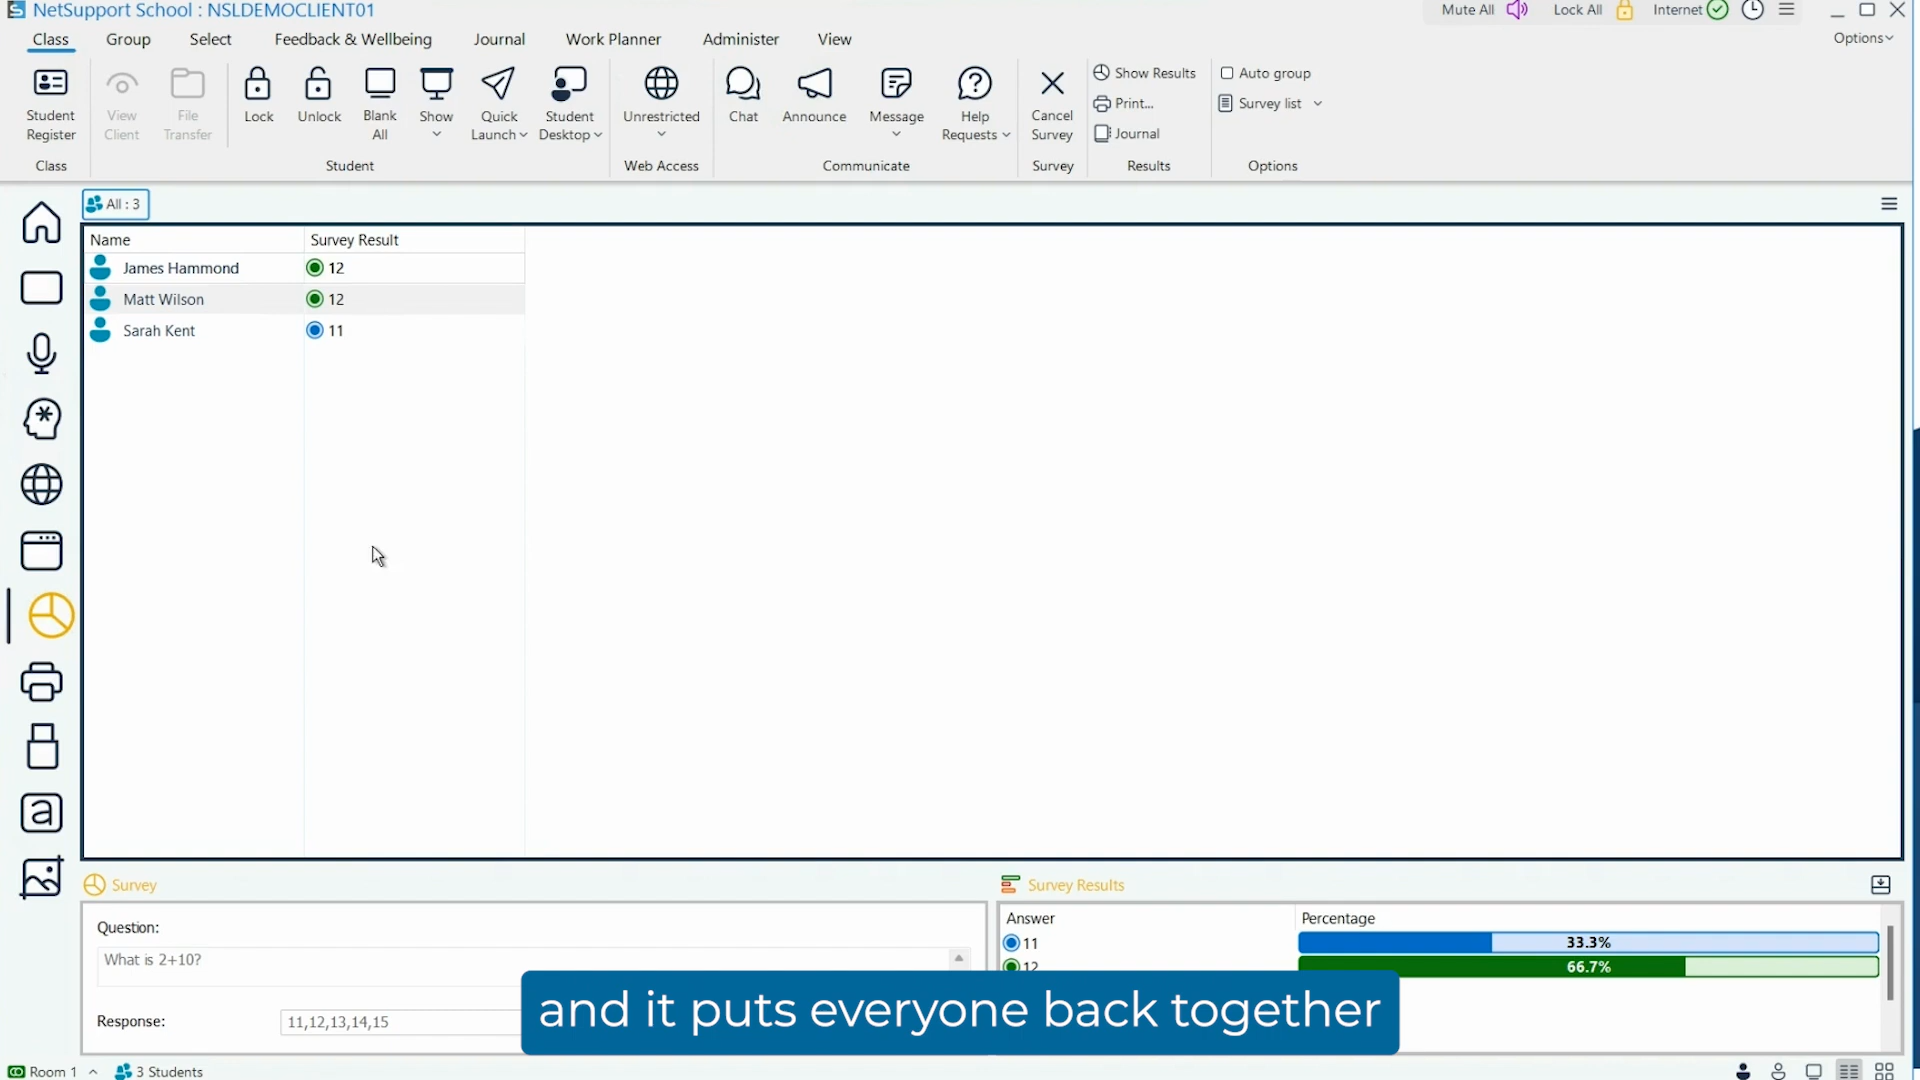 NetSupport School : NSLDEMOCLIENT01
Mute All
Lock All
Internet
Class
Group
Select
Feedback & Wellbeing
Journal
Work Planner
Administer
View
Options
Student Register
View Client
File Transfer
Lock
Unlock
Blank All
Show
Quick Launch
Student Desktop
Unrestricted
Chat
Announce
Message
Help Requests
Cancel Survey
Show Results
Print...
Journal
Auto group
Survey list
Class
Student
Web Access
Communicate
Survey
Results
Options
All : 3
Name
Survey Result
James Hammond
12
Matt Wilson
12
Sarah Kent
11
a
Survey
Question:
What is 2+10?
Response:
11,12,13,14,15
Survey Results
Answer
Percentage
11
33.3%
12
66.7%
and it puts everyone back together
Room 1
3 Students